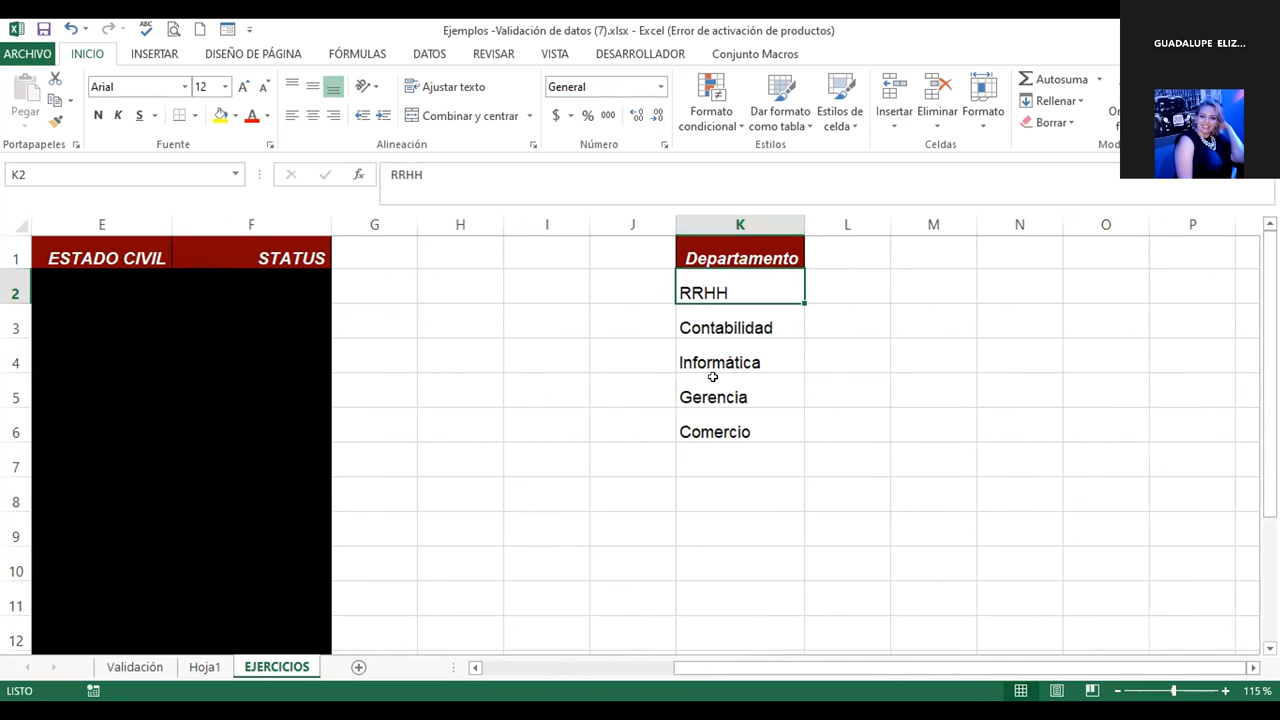 Ejemplos -Validación de datos (7).xlsx - Excel (Error de activación de productos)
GUADALUPE ELIZ...
ARCHIVO INICIO INSERTAR DISEÑO DE PÁGINA FÓRMULAS DATOS REVISAR VISTA DESARROLLADOR Conjunto Macros
Pegar
Arial 12
N K S
Ajustar texto
Combinar y centrar
General
$ % 000
Formato condicional
Dar formato como tabla
Estilos de celda
Insertar Eliminar Formato
Autosuma
Rellenar
Borrar
Portapapeles Fuente Alineación Número Estilos Celdas
K2 fx RRHH
E F G H I J K L M N O P
1 ESTADO CIVIL STATUS Departamento
2 RRHH
3 Contabilidad
4 Informática
5 Gerencia
6 Comercio
7
8
9
10
11
12
Validación Hoja1 EJERCICIOS
LISTO 115 %